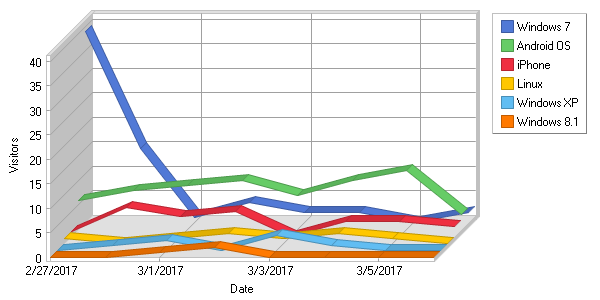 Windows 7
Android OS
iPhone
Linux
Windows XP
Windows 8.1
Visitors
40
35
30
25
20
15
10
5
0
2/27/2017 3/1/2017 3/3/2017 3/5/2017
Date